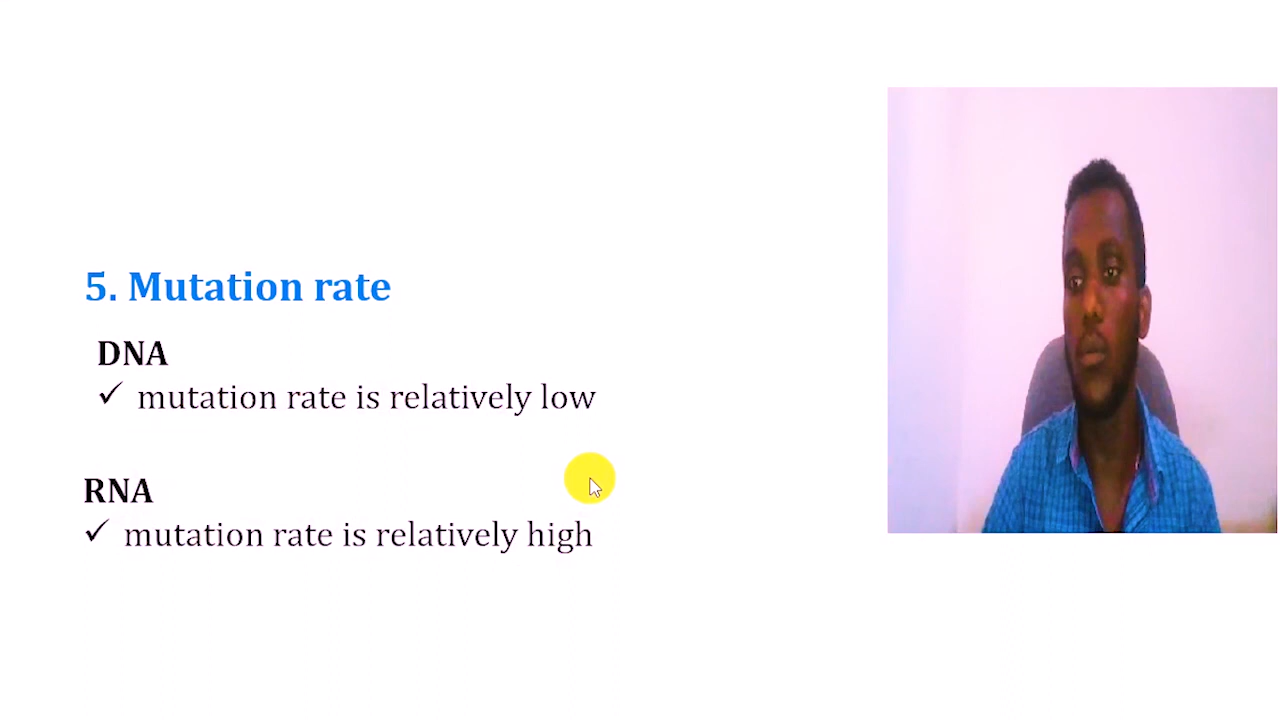 5. Mutation rate
DNA
✓ mutation rate is relatively low
RNA
✓ mutation rate is relatively high